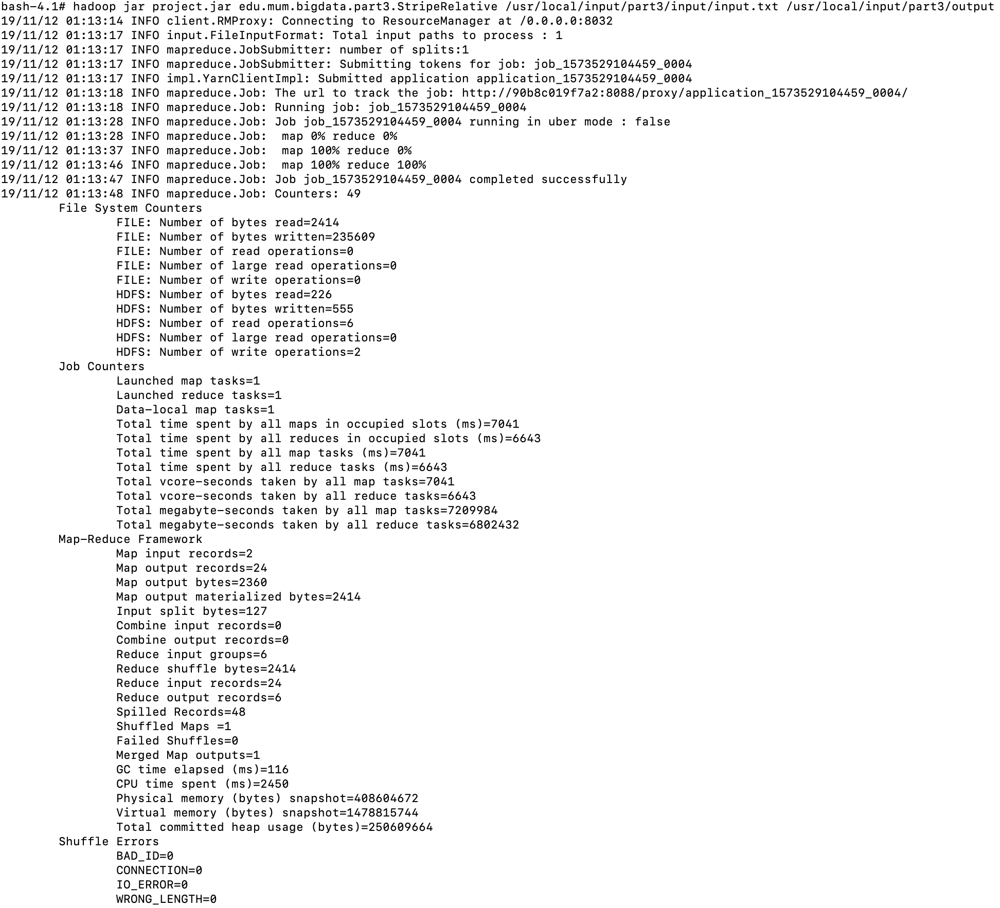 bash-4.1# hadoop jar project.jar edu.mum.bigdata.part3.StripeRelative /usr/local/input/part3/input/input.txt /usr/local/input/part3/output
19/11/12 01:13:14 INFO client.RMProxy: Connecting to ResourceManager at /0.0.0.0:8032
19/11/12 01:13:17 INFO input.FileInputFormat: Total input paths to process : 1
19/11/12 01:13:17 INFO mapreduce.JobSubmitter: number of splits:1
19/11/12 01:13:17 INFO mapreduce.JobSubmitter: Submitting tokens for job: job_1573529104459_0004
19/11/12 01:13:17 INFO impl.YarnClientImpl: Submitted application application_1573529104459_0004
19/11/12 01:13:18 INFO mapreduce.Job: The url to track the job: http://90b8c019f7a2:8088/proxy/application_1573529104459_0004/
19/11/12 01:13:18 INFO mapreduce.Job: Running job: job_1573529104459_0004
19/11/12 01:13:28 INFO mapreduce.Job: Job job_1573529104459_0004 running in uber mode : false
19/11/12 01:13:28 INFO mapreduce.Job:  map 0% reduce 0%
19/11/12 01:13:37 INFO mapreduce.Job:  map 100% reduce 0%
19/11/12 01:13:46 INFO mapreduce.Job:  map 100% reduce 100%
19/11/12 01:13:47 INFO mapreduce.Job: Job job_1573529104459_0004 completed successfully
19/11/12 01:13:48 INFO mapreduce.Job: Counters: 49
File System Counters
FILE: Number of bytes read=2414
FILE: Number of bytes written=235609
FILE: Number of read operations=0
FILE: Number of large read operations=0
FILE: Number of write operations=0
HDFS: Number of bytes read=226
HDFS: Number of bytes written=555
HDFS: Number of read operations=6
HDFS: Number of large read operations=0
HDFS: Number of write operations=2
Job Counters
Launched map tasks=1
Launched reduce tasks=1
Data-local map tasks=1
Total time spent by all maps in occupied slots (ms)=7041
Total time spent by all reduces in occupied slots (ms)=6643
Total time spent by all map tasks (ms)=7041
Total time spent by all reduce tasks (ms)=6643
Total vcore-seconds taken by all map tasks=7041
Total vcore-seconds taken by all reduce tasks=6643
Total megabyte-seconds taken by all map tasks=7209984
Total megabyte-seconds taken by all reduce tasks=6802432
Map-Reduce Framework
Map input records=2
Map output records=24
Map output bytes=2360
Map output materialized bytes=2414
Input split bytes=127
Combine input records=0
Combine output records=0
Reduce input groups=6
Reduce shuffle bytes=2414
Reduce input records=24
Reduce output records=6
Spilled Records=48
Shuffled Maps =1
Failed Shuffles=0
Merged Map outputs=1
GC time elapsed (ms)=116
CPU time spent (ms)=2450
Physical memory (bytes) snapshot=408604672
Virtual memory (bytes) snapshot=1478815744
Total committed heap usage (bytes)=250609664
Shuffle Errors
BAD_ID=0
CONNECTION=0
IO_ERROR=0
WRONG_LENGTH=0